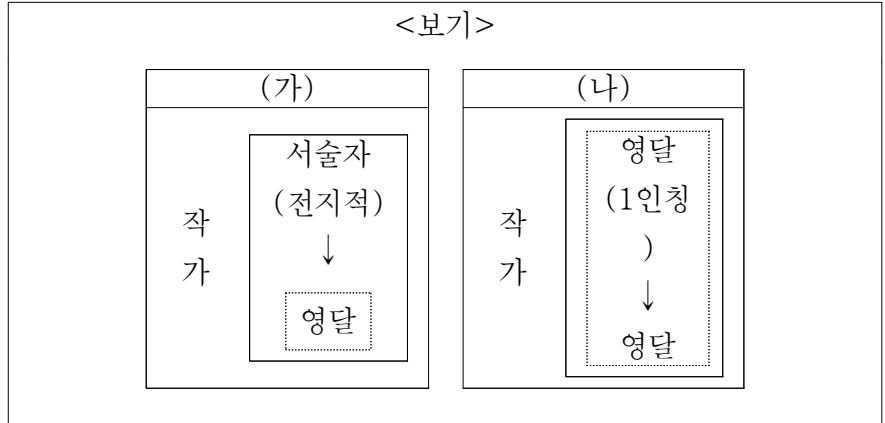 <보기>
(가)
작
가
서술자
(전지적)
↓
영달
(나)
작
가
영달
(1인칭
)
↓
영달